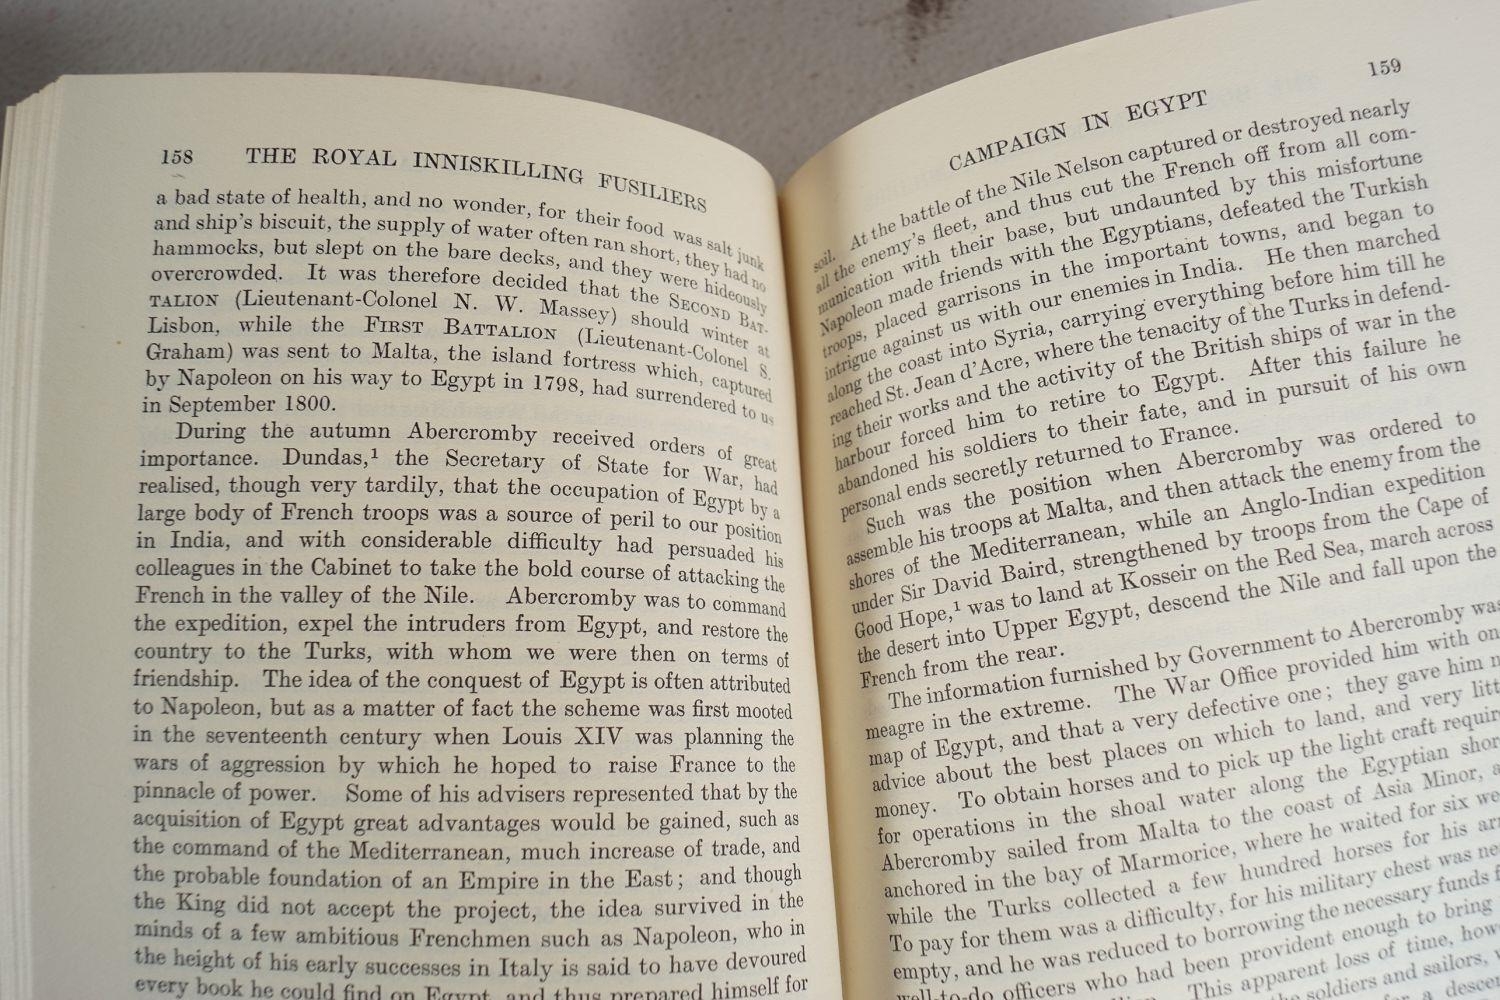 158 THE ROYAL INNISKILLING FUSILIERS
a bad state of health, and no wonder, for their food was salt junk
and ship's biscuit, the supply of water often ran short, they had no
hammocks, but slept on the bare decks, and they were hideously
overcrowded. It was therefore decided that the SECOND BAT-
TALION (Lieutenant-Colonel N. W. Massey) should winter at
Lisbon, while the FIRST BATTALION (Lieutenant-Colonel S.
Graham) was sent to Malta, the island fortress which, captured
by Napoleon on his way to Egypt in 1798, had surrendered to us
in September 1800.
During the autumn Abercromby received orders of great
importance. Dundas,¹ the Secretary of State for War, had
realised, though very tardily, that the occupation of Egypt by a
large body of French troops was a source of peril to our position
in India, and with considerable difficulty had persuaded his
colleagues in the Cabinet to take the bold course of attacking the
French in the valley of the Nile. Abercromby was to command
the expedition, expel the intruders from Egypt, and restore the
country to the Turks, with whom we were then on terms of
friendship. The idea of the conquest of Egypt is often attributed
to Napoleon, but as a matter of fact the scheme was first mooted
in the seventeenth century when Louis XIV was planning the
wars of aggression by which he hoped to raise France to the
pinnacle of power. Some of his advisers represented that by the
acquisition of Egypt great advantages would be gained, such as
the command of the Mediterranean, much increase of trade, and
the probable foundation of an Empire in the East; and though
the King did not accept the project, the idea survived in the
minds of a few ambitious Frenchmen such as Napoleon, who in
the height of his early successes in Italy is said to have devoured
every book he could find on Egypt, and thus prepared himself for
CAMPAIGN IN EGYPT 159
soil. At the battle of the Nile Nelson captured or destroyed nearly
all the enemy's fleet, and thus cut the French off from all com-
munication with their base, but undaunted by this misfortune
Napoleon made friends with the Egyptians, defeated the Turkish
troops, placed garrisons in the important towns, and began to
intrigue against us with our enemies in India. He then marched
along the coast into Syria, carrying everything before him till he
reached St. Jean d'Acre, where the tenacity of the Turks in defend-
ing their works and the activity of the British ships of war in the
harbour forced him to retire to Egypt. After this failure he
abandoned his soldiers to their fate, and in pursuit of his own
personal ends secretly returned to France.
Such was the position when Abercromby was ordered to
assemble his troops at Malta, and then attack the enemy from the
shores of the Mediterranean, while an Anglo-Indian expedition
under Sir David Baird, strengthened by troops from the Cape of
Good Hope,¹ was to land at Kosseir on the Red Sea, march across
the desert into Upper Egypt, descend the Nile and fall upon the
French from the rear.
The information furnished by Government to Abercromby was
meagre in the extreme. The War Office provided him with on
map of Egypt, and that a very defective one; they gave him
advice about the best places on which to land, and very litt
money. To obtain horses and to pick up the light craft requir
for operations in the shoal water along the Egyptian shor
Abercromby sailed from Malta to the coast of Asia Minor, a
anchored in the bay of Marmorice, where he waited for six we
while the Turks collected a few hundred horses for his ar
To pay for them was a difficulty, for his military chest was ne
empty, and he was reduced to borrowing the necessary funds f
well-to-do officers who had been provident enough to bring
This apparent loss of time, how
the soldiers and sailors,
for a descen